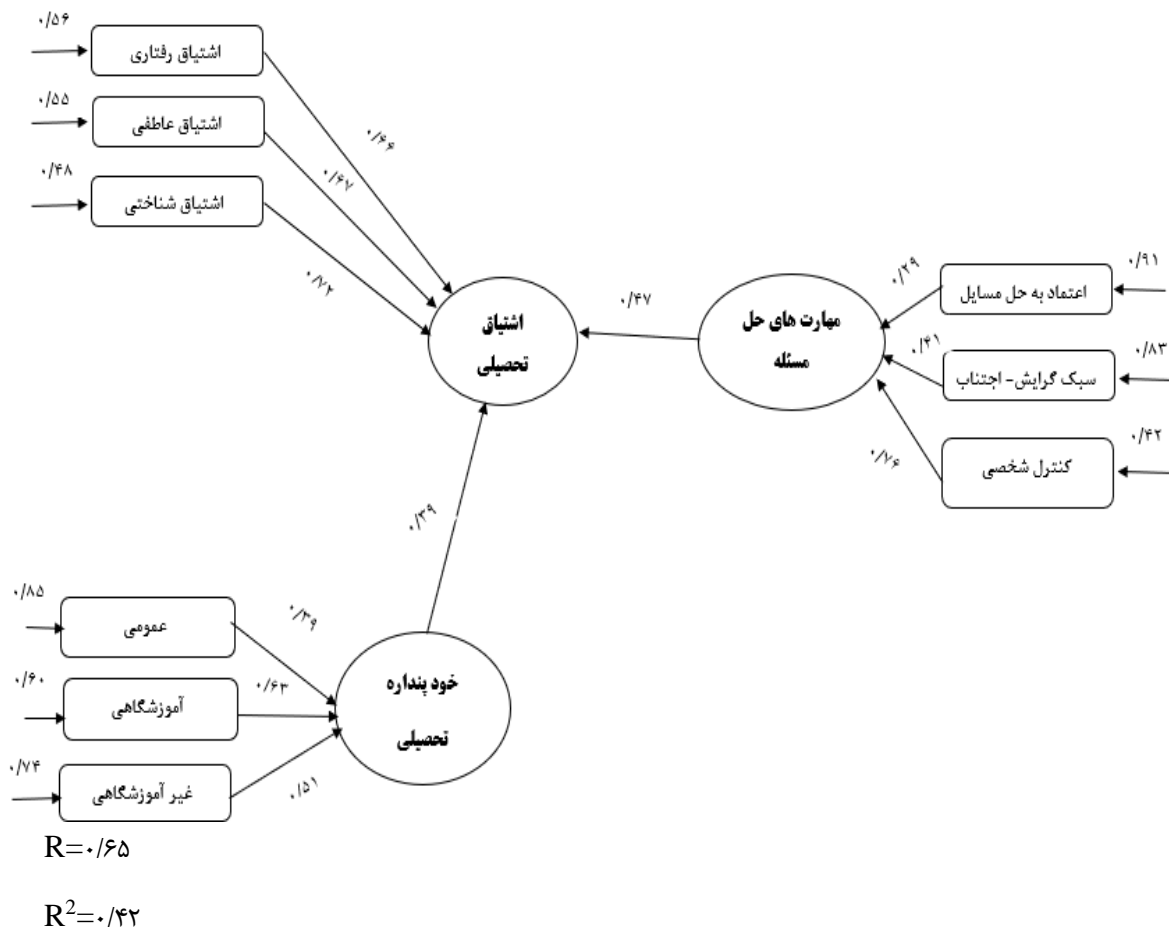 ۰/۵۶
اشتیاق رفتاری
۰/۵۵
اشتیاق عاطفی
۰/۴۸
اشتیاق شناختی
۰/۶۶
۰/۶۷
۰/۷۲
اشتیاق
تحصیلی
۰/۴۷
مهارت های حل
مسئله
۰/۲۹
۰/۴۱
۰/۷۶
۰/۹۱
اعتماد به حل مسایل
۰/۸۳
سبک گرایش- اجتناب
۰/۴۲
کنترل شخصی
۰/۳۹
۰/۸۵
عمومی
۰/۶۰
آموزشگاهی
۰/۷۴
غیر آموزشگاهی
۰/۳۹
۰/۶۳
۰/۵۱
خود پنداره
تحصیلی
R=۰/۶۵
R²=۰/۴۲